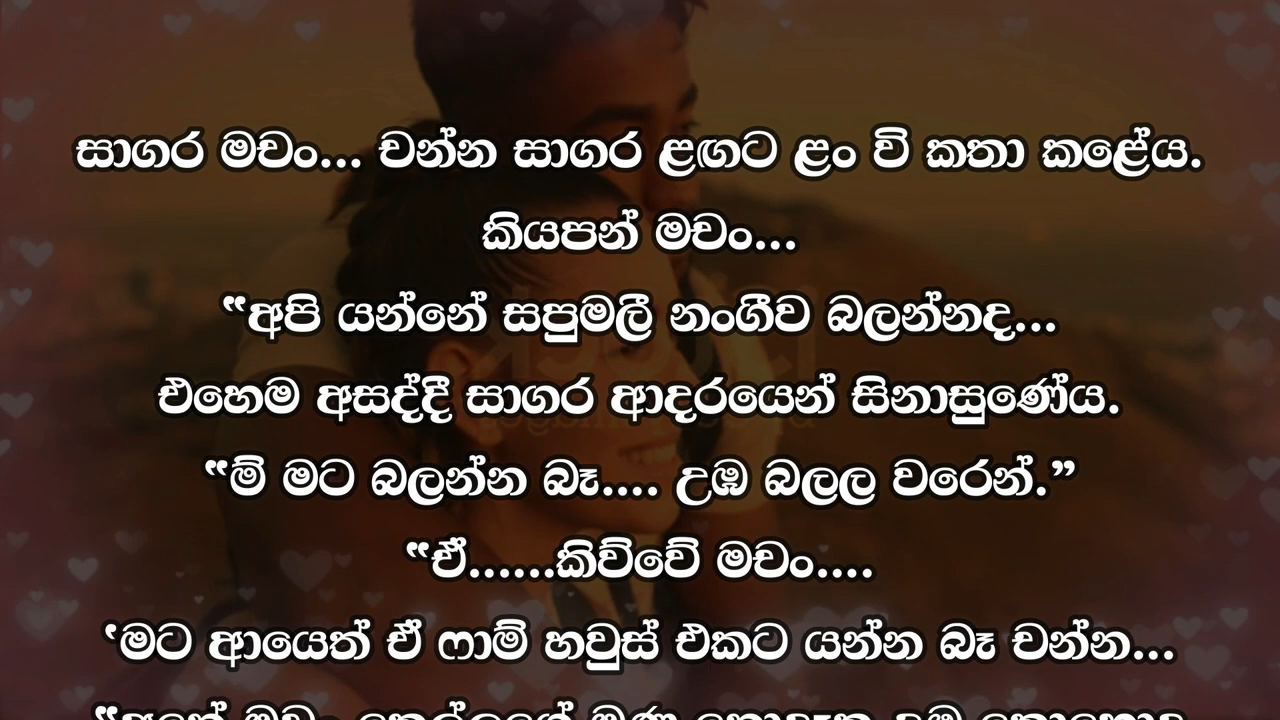 සාගර මචං... චන්න සාගර ළඟට ළං වි කතා කළේය.
කියපන් මචං...
“අපි යන්නේ සපුමලී නංගීව බලන්නද...
එහෙම අසද්දී සාගර ආදරයෙන් සිනාසුණේය.
“ම් මට බලන්න බෑ.... උඹ බලල වරෙන්.”
“ඒ......කිව්වේ මචං....
‘මට ආයෙත් ඒ ෆාම් හවුස් එකට යන්න බෑ චන්න...